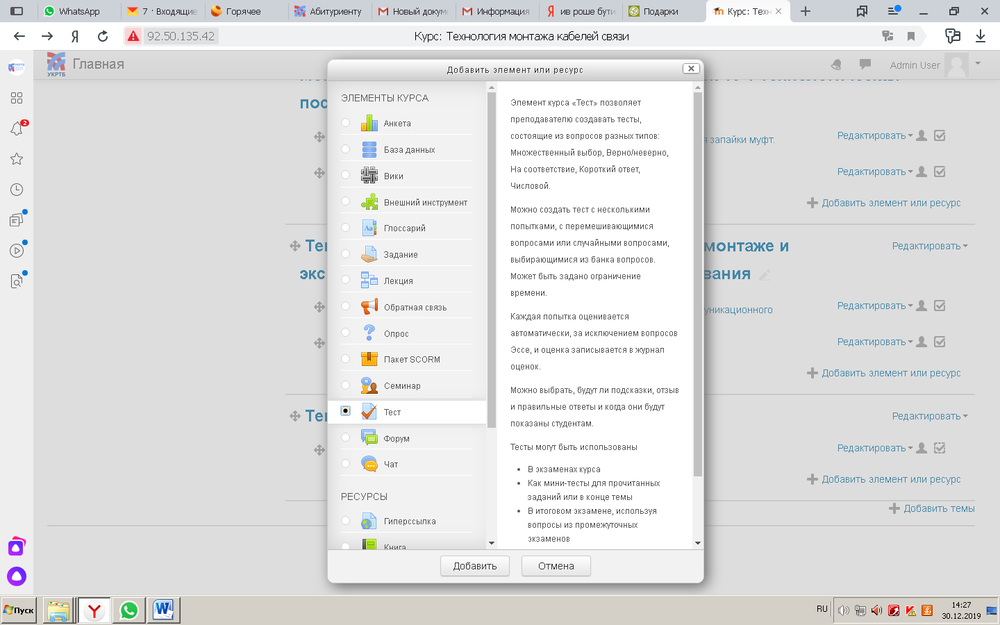 WhatsApp
7 · Входящие
Горячее
Абитуриенту
Новый докум
Информация
ив роше бути
Подарки
Курс: Техн
92.50.135.42
Курс: Технология монтажа кабелей связи
УКРТБ
Главная
Admin User
2
Добавить элемент или ресурс
ЭЛЕМЕНТЫ КУРСА
Анкета
База данных
Вики
Внешний инструмент
Глоссарий
Задание
Лекция
Обратная связь
Опрос
Пакет SCORM
Семинар
Тест
Форум
Чат
РЕСУРСЫ
Гиперссылка
Книга
Элемент курса «Тест» позволяет
преподавателю создавать тесты,
состоящие из вопросов разных типов:
Множественный выбор, Верно/неверно,
На соответствие, Короткий ответ,
Числовой.
Можно создать тест с несколькими
попытками, с перемешивающимися
вопросами или случайными вопросами,
выбирающимися из банка вопросов.
Может быть задано ограничение
времени.
Каждая попытка оценивается
автоматически, за исключением вопросов
Эссе, и оценка записывается в журнал
оценок.
Можно выбрать, будут ли подсказки, отзыв
и правильные ответы и когда они будут
показаны студентам.
Тесты могут быть использованы
• В экзаменах курса
• Как мини-тесты для прочитанных
заданий или в конце темы
• В итоговом экзамене, используя
вопросы из промежуточных
экзаменов
Добавить
Отмена
пос
я запайки муфт.
Редактировать
Редактировать
Добавить элемент или ресурс
Те
монтаже и
Редактировать
экс
вания
уникационного
Редактировать
Редактировать
Добавить элемент или ресурс
Те
Редактировать
Редактировать
Добавить элемент или ресурс
Добавить темы
Пуск
RU
14:27
30.12.2019